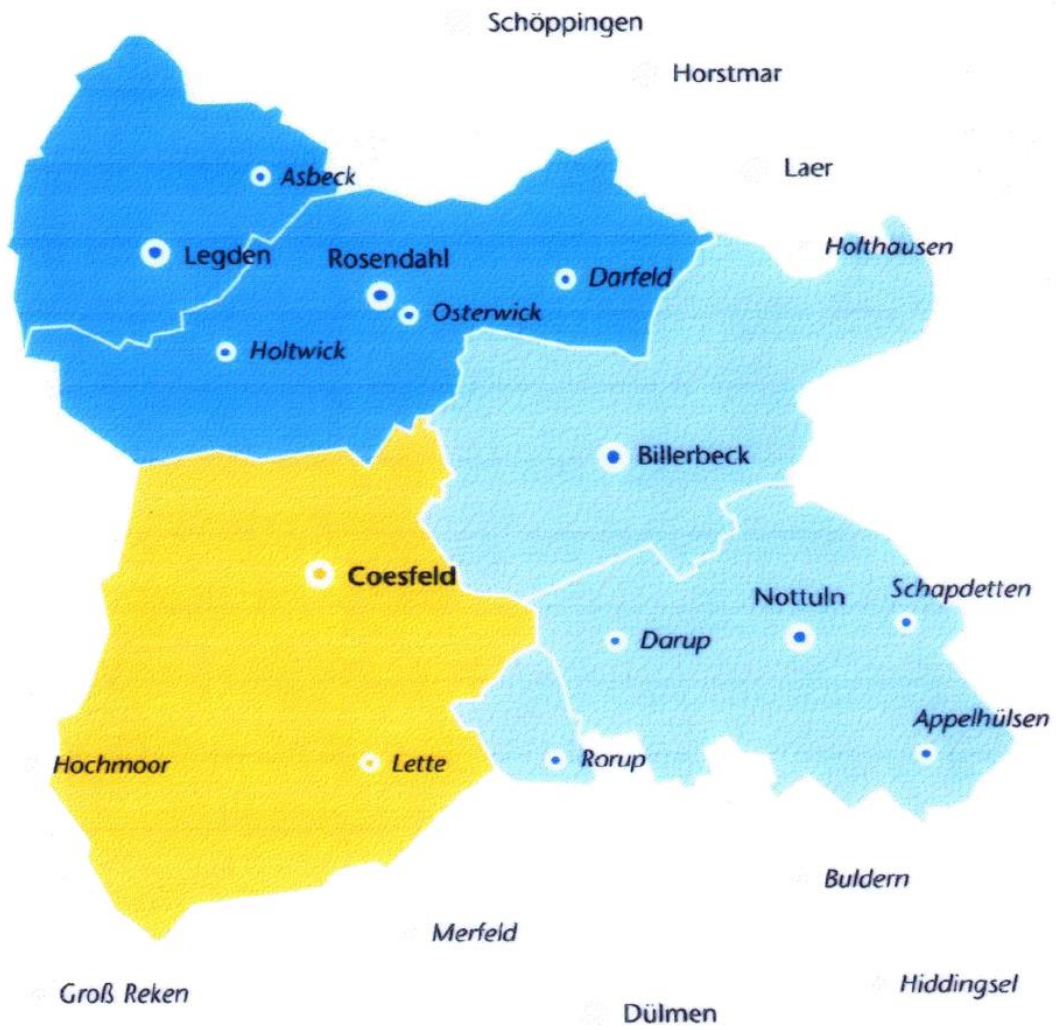 Schöppingen
Horstmar
Laer
Asbeck
Holthausen
Legden
Rosendahl
Darfeld
Osterwick
Holtwick
Billerbeck
Coesfeld
Schapdetten
Nottuln
Darup
Appelhülsen
Hochmoor
Lette
Rorup
Buldern
Merfeld
Groß Reken
Hiddingsel
Dülmen